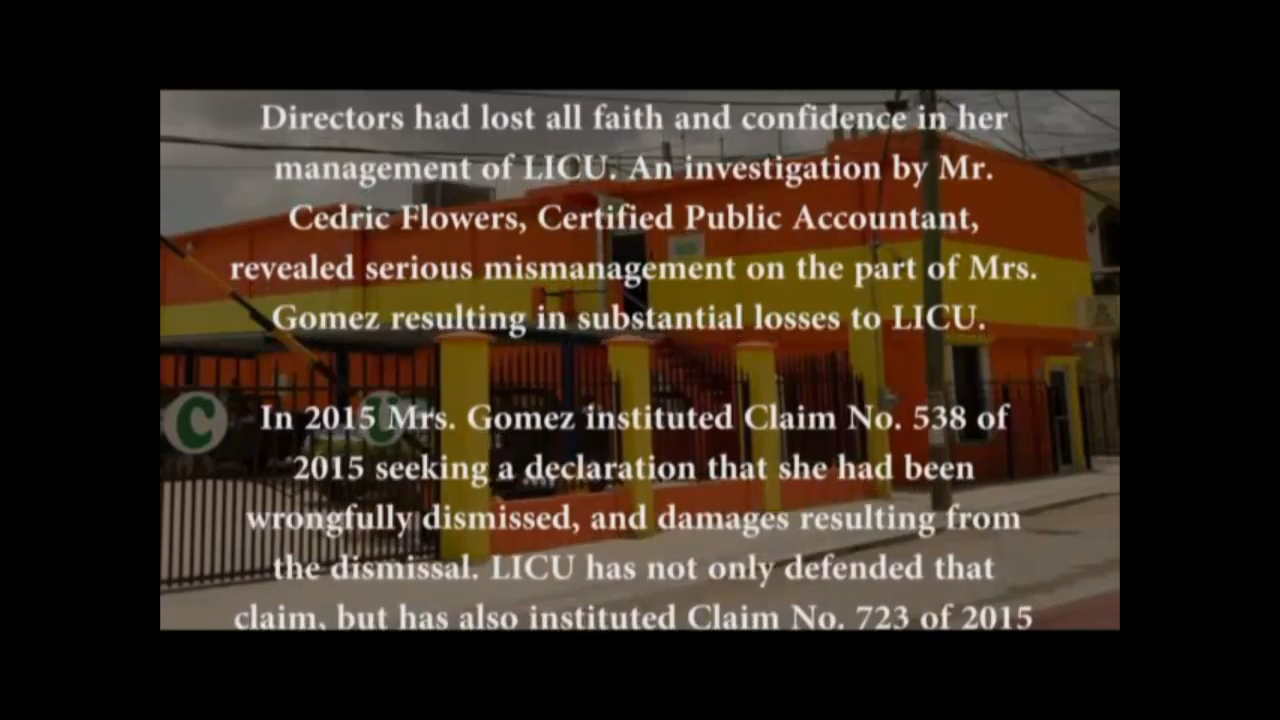 Directors had lost all faith and confidence in her
management of LICU. An investigation by Mr.
Cedric Flowers, Certified Public Accountant,
revealed serious mismanagement on the part of Mrs.
Gomez resulting in substantial losses to LICU.
In 2015 Mrs. Gomez instituted Claim No. 538 of
2015 seeking a declaration that she had been
wrongfully dismissed, and damages resulting from
the dismissal. LICU has not only defended that
claim, but has also instituted Claim No. 723 of 2015
C
U